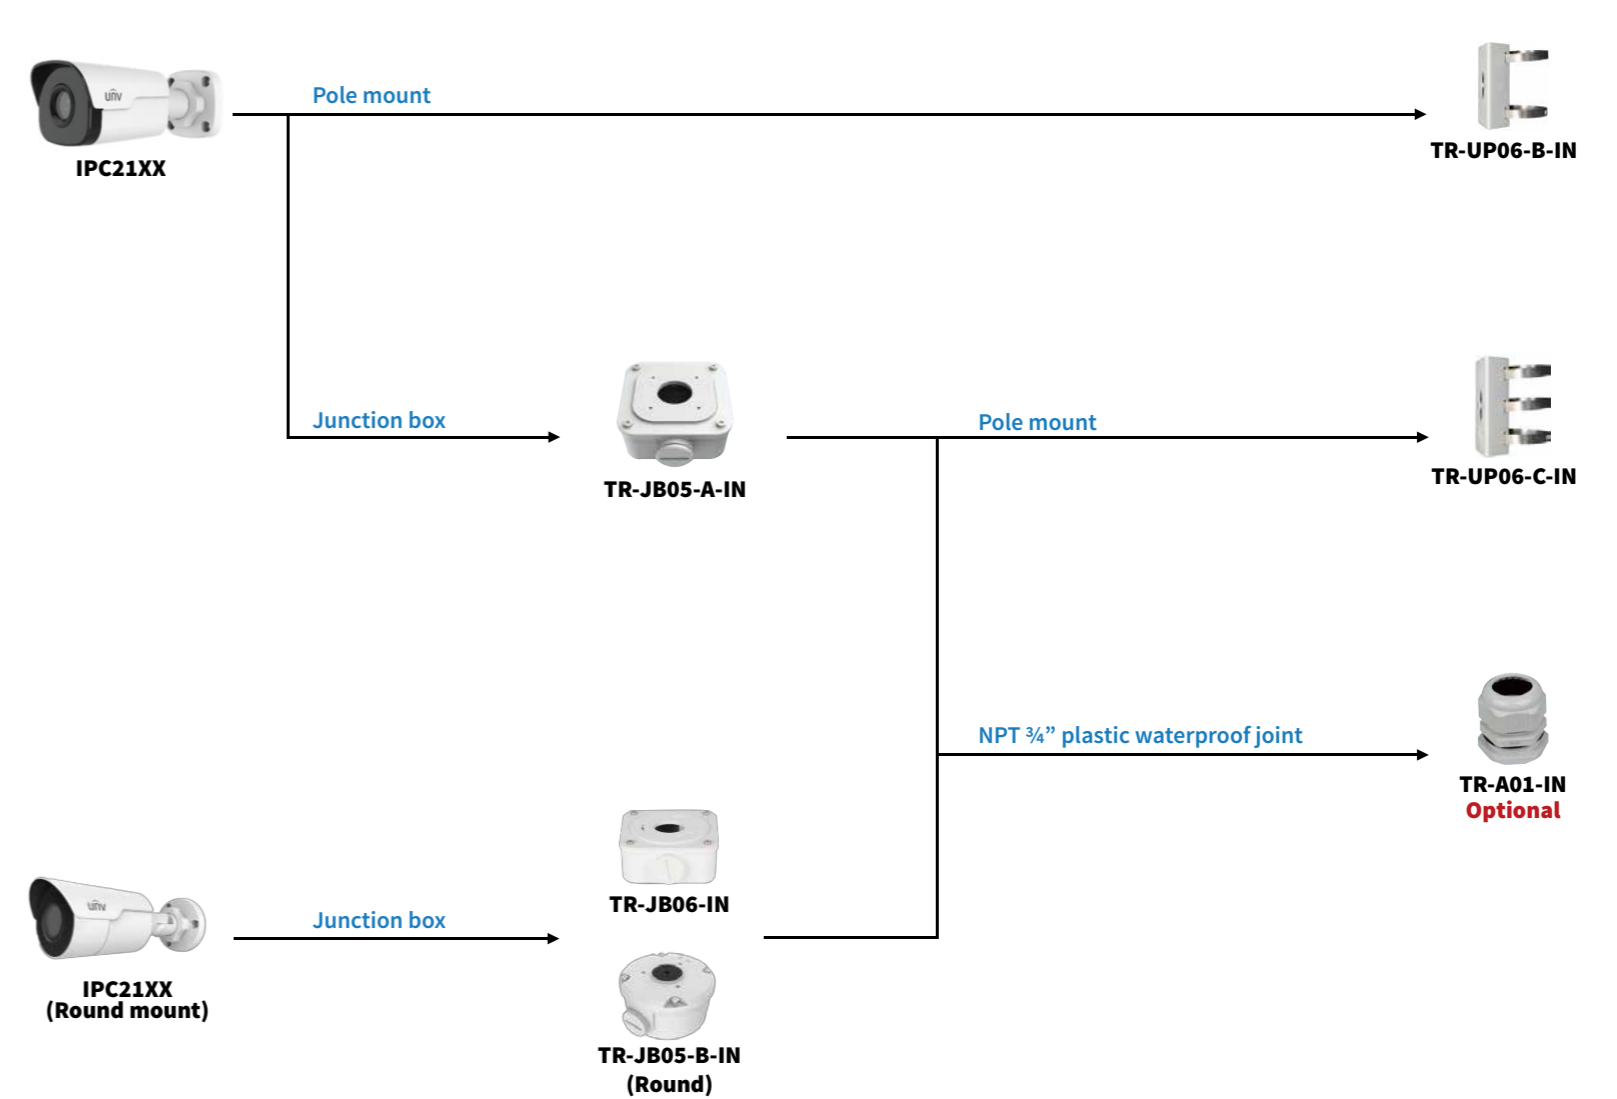 Pole mount
unv
TR-UP06-B-IN
IPC21XX
Junction box
Pole mount
TR-UP06-C-IN
TR-JB05-A-IN
NPT ¾” plastic waterproof joint
TR-A01-IN
Optional
TR-JB06-IN
unv
Junction box
IPC21XX
(Round mount)
TR-JB05-B-IN
(Round)